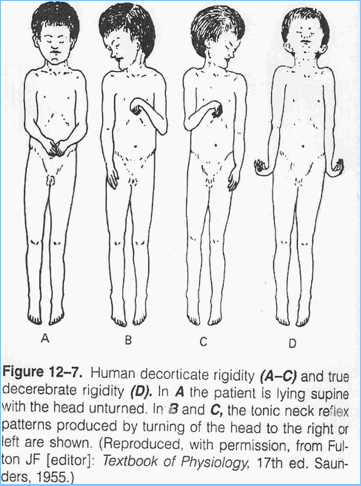 A
B
C
D
Figure 12–7. Human decorticate rigidity (A–C) and true
decerebrate rigidity (D). In A the patient is lying supine
with the head unturned. In B and C, the tonic neck reflex
patterns produced by turning of the head to the right or
left are shown. (Reproduced, with permission, from Ful-
ton JF [editor]: Textbook of Physiology, 17th ed. Saun-
ders, 1955.)